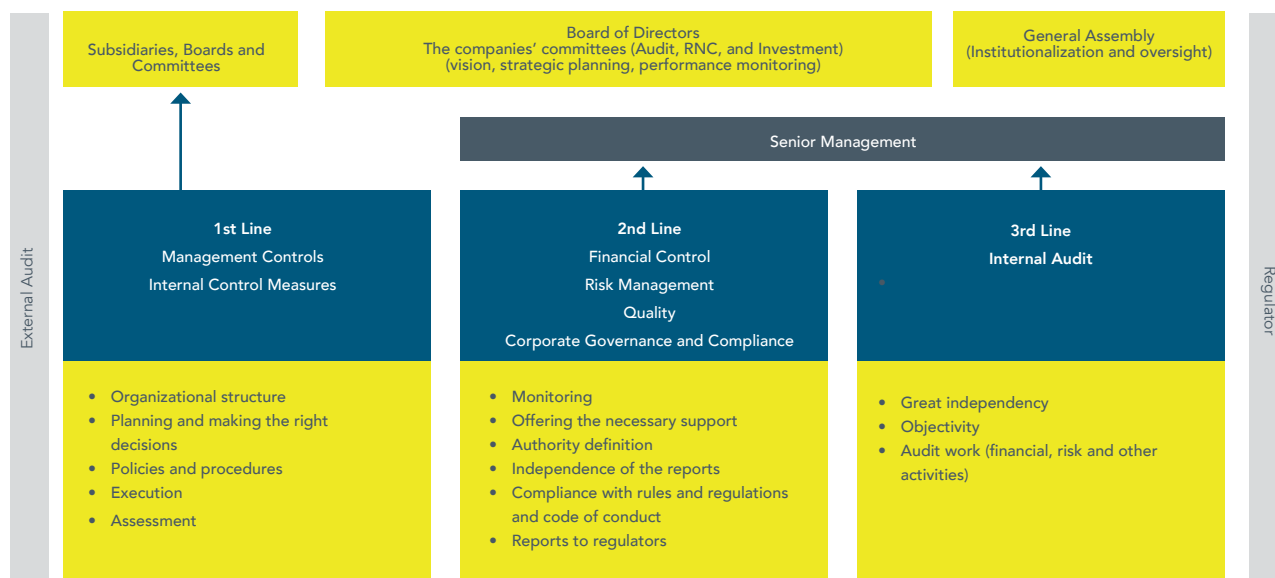 External Audit
Subsidiaries, Boards and
Committees
Board of Directors
The companies’ committees (Audit, RNC, and Investment)
(vision, strategic planning, performance monitoring)
General Assembly
(Institutionalization and oversight)
Senior Management
1st Line
Management Controls
Internal Control Measures
• Organizational structure
• Planning and making the right
decisions
• Policies and procedures
• Execution
• Assessment
2nd Line
Financial Control
Risk Management
Quality
Corporate Governance and Compliance
• Monitoring
• Offering the necessary support
• Authority definition
• Independence of the reports
• Compliance with rules and regulations
and code of conduct
• Reports to regulators
3rd Line
Internal Audit
•
• Great independency
• Objectivity
• Audit work (financial, risk and other
activities)
Regulator